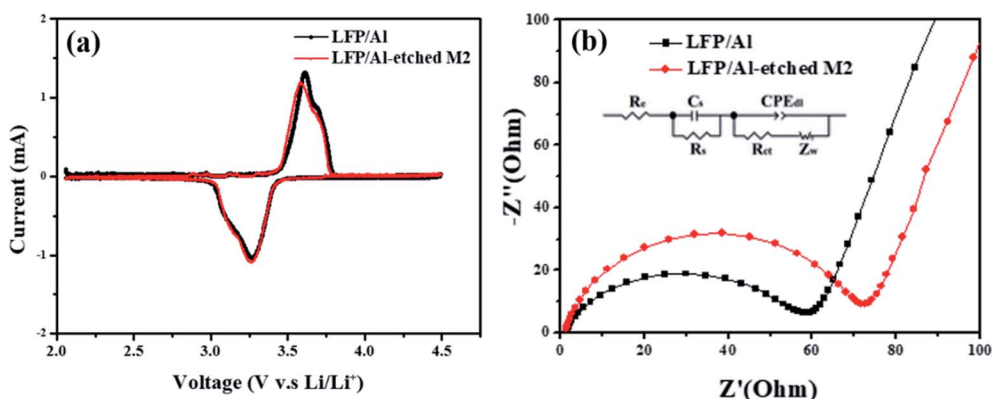 (a)
LFP/Al
LFP/Al-etched M2
2
1
0
-1
-2
Current (mA)
2.0 2.5 3.0 3.5 4.0 4.5
Voltage (V v.s Li/Li⁺)
(b)
LFP/Al
LFP/Al-etched M2
Re Cs CPEdl
Rs Rct Zw
100
80
60
40
20
0
-Z''(Ohm)
0 20 40 60 80 100
Z'(Ohm)